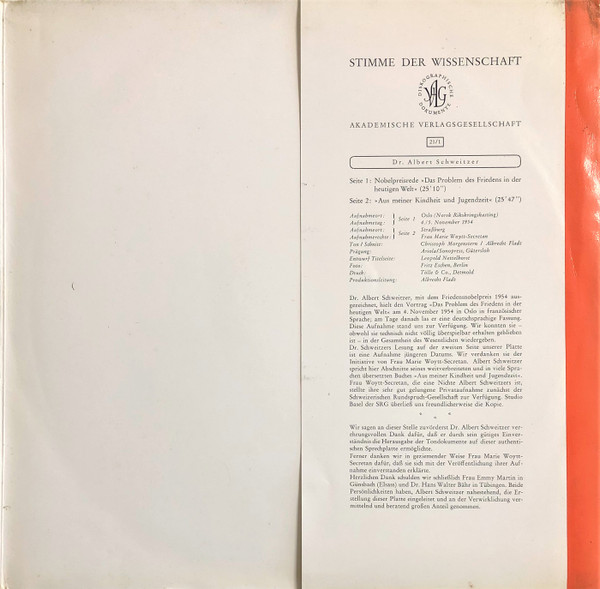 STIMME DER WISSENSCHAFT
DISKOGRAPHISCHE DOKUMENTE
AKADEMISCHE VERLAGSGESELLSCHAFT
21/1
Dr. Albert Schweitzer
Seite 1: Nobelpreisrede »Das Problem des Friedens in der
heutigen Welt« (25'10")
Seite 2: »Aus meiner Kindheit und Jugendzeit« (25'47")
Aufnahmeort: Seite 1 Oslo (Norsk Rikskringkasting)
Aufnahmetag: 4./5. November 1954
Aufnahmeort: Seite 2 Straßburg
Aufnahmerechte: Frau Marie Woytt-Secretan
Ton / Schnitt: Christoph Morgenstern / Albrecht Flads
Prägung: Ariola/Sonopress, Gütersloh
Entwurf Titelseite: Leopold Nettelhorst
Foto: Fritz Eschen, Berlin
Druck: Tölle & Co., Detmold
Produktionsleitung: Albrecht Flads
Dr. Albert Schweitzer, mit dem Friedensnobelpreis 1954 aus-
gezeichnet, hielt den Vortrag »Das Problem des Friedens in der
heutigen Welt« am 4. November 1954 in Oslo in französischer
Sprache; am Tage danach las er eine deutschsprachige Fassung.
Diese Aufnahme stand uns zur Verfügung. Wir konnten sie –
obwohl sie technisch nicht völlig überspielbar erhalten geblieben
ist – in der Gesamtheit des Wesentlichen wiedergeben.
Dr. Schweitzers Lesung auf der zweiten Seite unserer Platte
ist eine Aufnahme jüngeren Datums. Wir verdanken sie der
Initiative von Frau Marie Woytt-Secretan. Albert Schweitzer
spricht hier Abschnitte seines weitverbreiteten und in viele Spra-
chen übersetzten Buches »Aus meiner Kindheit und Jugendzeit«.
Frau Woytt-Secretan, die eine Nichte Albert Schweitzers ist,
stellte ihre sehr gut gelungene Privataufnahme zunächst der
Schweizerischen Rundspruch-Gesellschaft zur Verfügung. Studio
Basel der SRG überließ uns freundlicherweise die Kopie.
* * *
Wir sagen an dieser Stelle zuvörderst Dr. Albert Schweitzer ver-
ehrungsvollen Dank dafür, daß er durch sein gütiges Einver-
ständnis die Herausgabe der Tondokumente auf dieser authenti-
schen Sprechplatte ermöglichte.
Ferner danken wir in geziemender Weise Frau Marie Woytt-
Secretan dafür, daß sie sich mit der Veröffentlichung ihrer Auf-
nahme einverstanden erklärte.
Herzlichen Dank schulden wir schließlich Frau Emmy Martin in
Günsbach (Elsass) und Dr. Hans Walter Bähr in Tübingen. Beide
Persönlichkeiten haben, Albert Schweitzer nahestehend, die Er-
stellung dieser Platte eingeleitet und an der Verwirklichung ver-
mittelnd und beratend großen Anteil genommen.